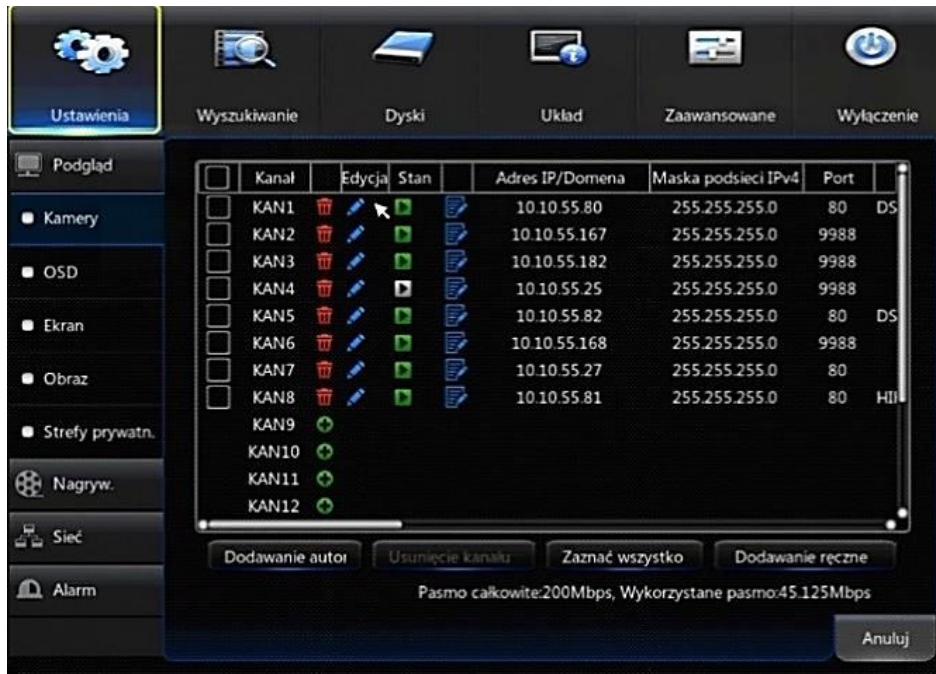 Ustawienia Wyszukiwanie Dyski Układ Zaawansowane Wyłączenie
Podgląd
Kamery
OSD
Ekran
Obraz
Strefy prywatn.
Nagryw.
Sieć
Alarm
Kanał Edycja Stan Adres IP/Domena Maska podsieci IPv4 Port
KAN1 10.10.55.80 255.255.255.0 80 DS
KAN2 10.10.55.167 255.255.255.0 9988
KAN3 10.10.55.182 255.255.255.0 9988
KAN4 10.10.55.25 255.255.255.0 9988
KAN5 10.10.55.82 255.255.255.0 80 DS
KAN6 10.10.55.168 255.255.255.0 9988
KAN7 10.10.55.27 255.255.255.0 80
KAN8 10.10.55.81 255.255.255.0 80
KAN9
KAN10
KAN11
KAN12
Dodawanie autor Usunięcie kanału Zaznać wszystko Dodawanie ręczne
Pasmo całkowite:200Mbps, Wykorzystane pasmo:45.125Mbps
Anuluj